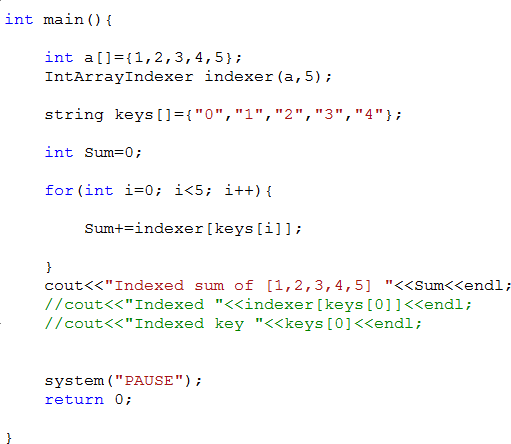 int main(){
int a[]={1,2,3,4,5};
IntArrayIndexer indexer(a,5);
string keys[]={"0","1","2","3","4"};
int Sum=0;
for(int i=0; i<5; i++){
Sum+=indexer[keys[i]];
}
cout<<"Indexed sum of [1,2,3,4,5] "<<Sum<<endl;
//cout<<"Indexed "<<indexer[keys[0]]<<endl;
//cout<<"Indexed key "<<keys[0]<<endl;
system("PAUSE");
return 0;
}